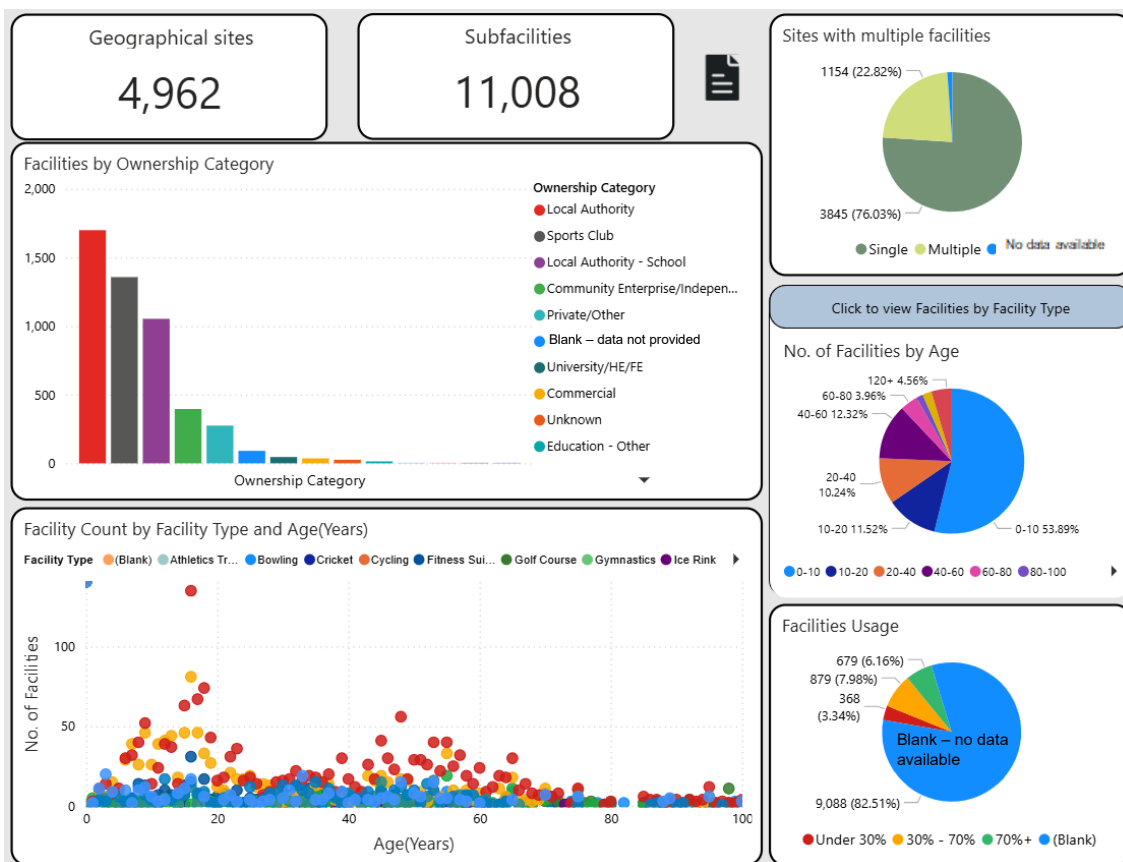 Geographical sites
4,962
Subfacilities
11,008
Sites with multiple facilities
1154 (22.82%)
3845 (76.03%)
Single
Multiple
No data available
Facilities by Ownership Category
2,000
1,500
1,000
500
0
Ownership Category
Ownership Category
Local Authority
Sports Club
Local Authority - School
Community Enterprise/Indepen...
Private/Other
Blank – data not provided
University/HE/FE
Commercial
Unknown
Education - Other
Click to view Facilities by Facility Type
No. of Facilities by Age
120+ 4.56%
60-80 3.96%
40-60 12.32%
20-40
10.24%
10-20 11.52%
0-10 53.89%
0-10
10-20
20-40
40-60
60-80
80-100
Facility Count by Facility Type and Age(Years)
Facility Type
(Blank)
Athletics Tr...
Bowling
Cricket
Cycling
Fitness Sui...
Golf Course
Gymnastics
Ice Rink
No. of Facilities
100
50
0
0
20
40
60
80
100
Age(Years)
Facilities Usage
679 (6.16%)
879 (7.98%)
368
(3.34%)
Blank – no data
available
9,088 (82.51%)
Under 30%
30% - 70%
70%+
(Blank)